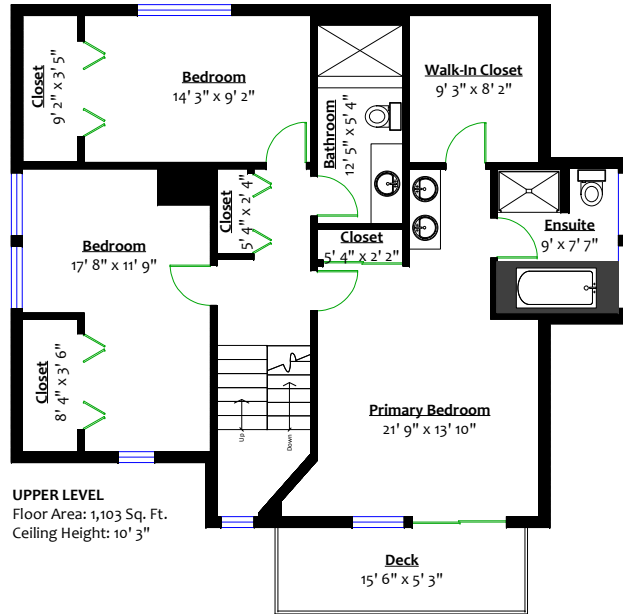 Closet
9' 2" x 3' 5"
Bedroom
14' 3" x 9' 2"
Bathroom
12' 5" x 5' 4"
Walk-In Closet
9' 3" x 8' 2"
Closet
5' 4" x 2' 4"
Bedroom
17' 8" x 11' 9"
Closet
5' 4" x 2' 2"
Ensuite
9' x 7' 7"
Closet
8' 4" x 3' 6"
Primary Bedroom
21' 9" x 13' 10"
Up
Down
UPPER LEVEL
Floor Area: 1,103 Sq. Ft.
Ceiling Height: 10' 3"
Deck
15' 6" x 5' 3"